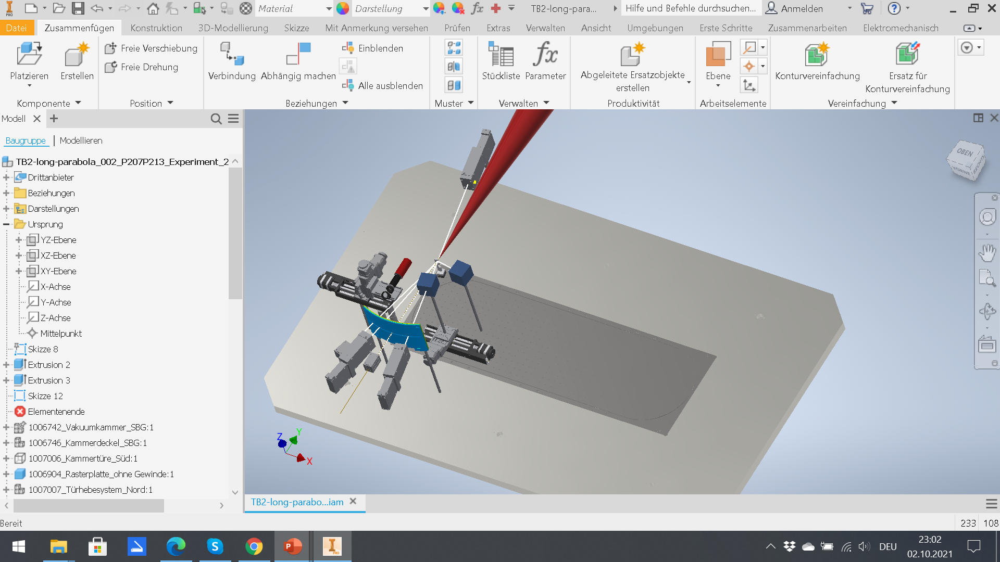 PRO
Material
Darstellung
TB2-long-para...
Hilfe und Befehle durchsuchen...
Anmelden
Datei
Zusammenfügen
Konstruktion
3D-Modellierung
Skizze
Mit Anmerkung versehen
Prüfen
Extras
Verwalten
Ansicht
Umgebungen
Erste Schritte
Zusammenarbeiten
Elektromechanisch
Platzieren
Erstellen
Freie Verschiebung
Freie Drehung
Verbindung
Abhängig machen
Einblenden
Alle ausblenden
Stückliste
Parameter
Abgeleitete Ersatzobjekte
erstellen
Ebene
Konturvereinfachung
Ersatz für
Konturvereinfachung
Komponente
Position
Beziehungen
Muster
Verwalten
Produktivität
Arbeitselemente
Vereinfachung
Modell
Baugruppe
Modellieren
TB2-long-parabola_002_P207P213_Experiment_2
Drittanbieter
Beziehungen
Darstellungen
Ursprung
YZ-Ebene
XZ-Ebene
XY-Ebene
X-Achse
Y-Achse
Z-Achse
Mittelpunkt
Skizze 8
Extrusion 2
Extrusion 3
Skizze 12
Elementenende
1006742_Vakuumkammer_SBG:1
1006746_Kammerdeckel_SBG:1
1007006_Kammertüre_Süd:1
1006904_Rasterplatte_ohne Gewinde:1
1007007_Türhebesystem_Nord:1
OBEN
VORNE
RECHTS
Z
Y
X
TB2-long-parabo...iam
Bereit
233
108
PRO
DEU
23:02
02.10.2021